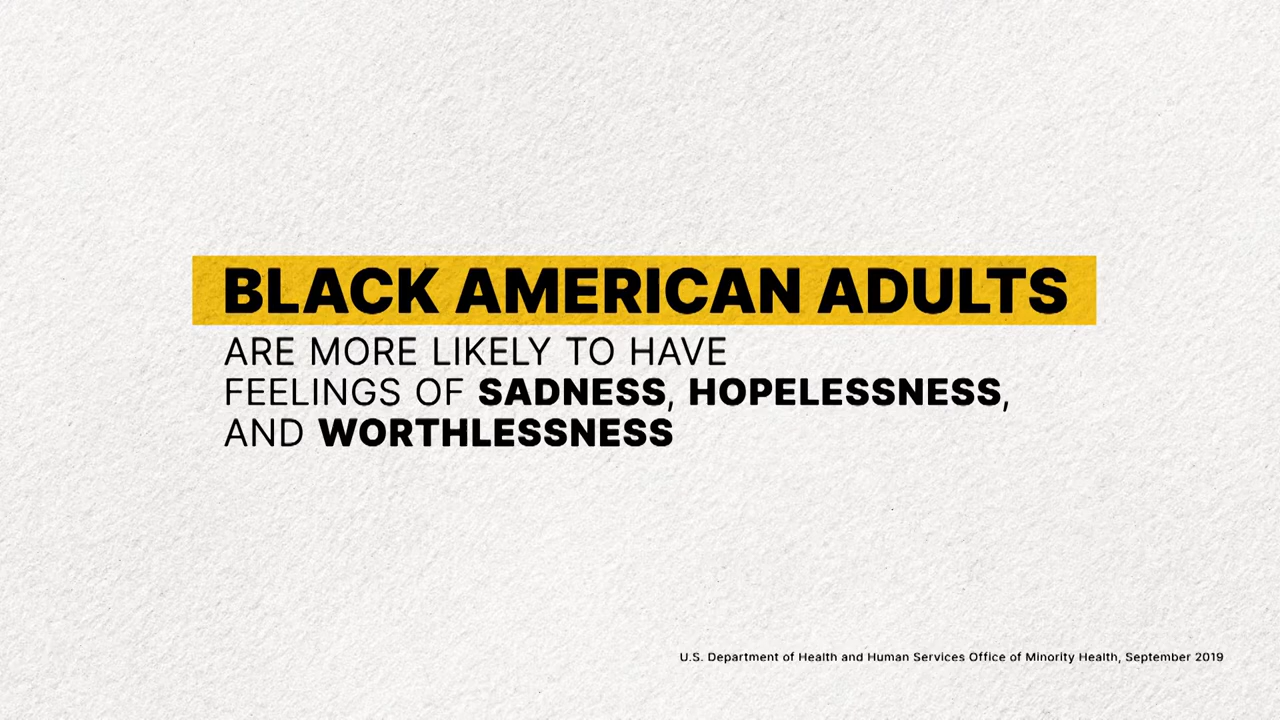 BLACK AMERICAN ADULTS
ARE MORE LIKELY TO HAVE
FEELINGS OF SADNESS, HOPELESSNESS,
AND WORTHLESSNESS
U.S. Department of Health and Human Services Office of Minority Health, September 2019